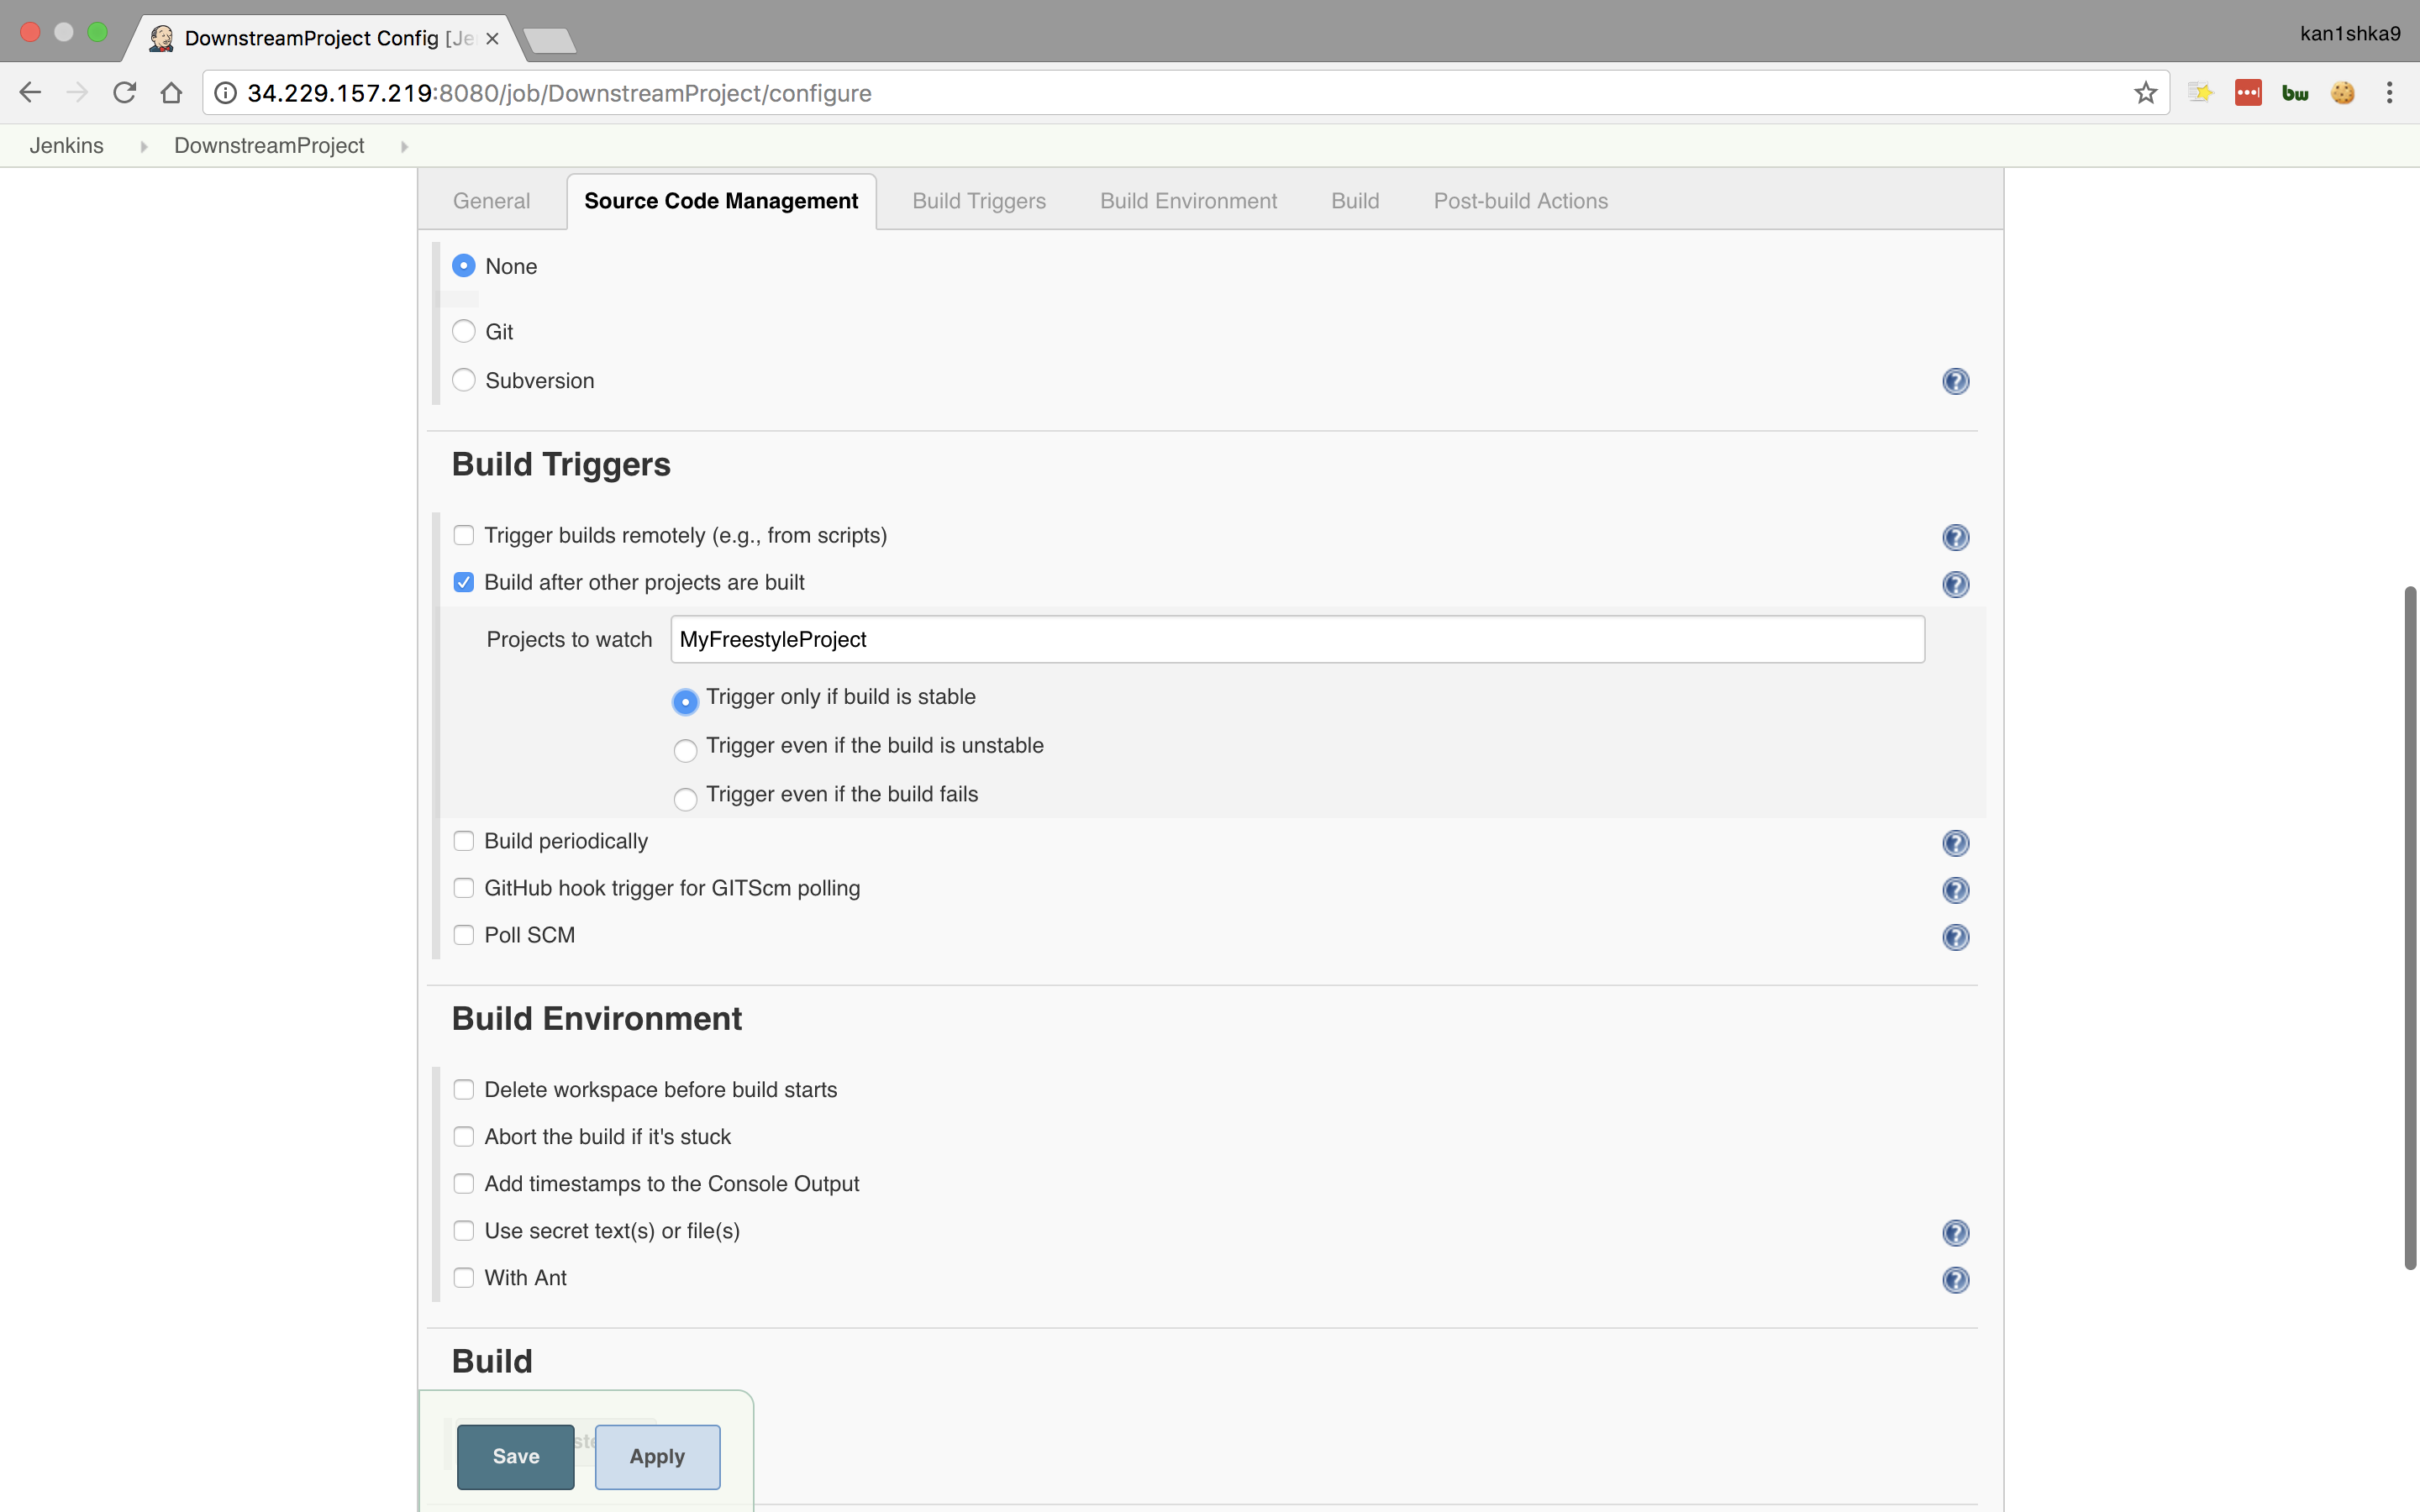 DownstreamProject Config [Je
kan1shka9
34.229.157.219:8080/job/DownstreamProject/configure
bw
Jenkins DownstreamProject
General Source Code Management Build Triggers Build Environment Build Post-build Actions
None
Git
Subversion
Build Triggers
Trigger builds remotely (e.g., from scripts)
Build after other projects are built
Projects to watch MyFreestyleProject
Trigger only if build is stable
Trigger even if the build is unstable
Trigger even if the build fails
Build periodically
GitHub hook trigger for GITScm polling
Poll SCM
Build Environment
Delete workspace before build starts
Abort the build if it's stuck
Add timestamps to the Console Output
Use secret text(s) or file(s)
With Ant
Build
Save Apply